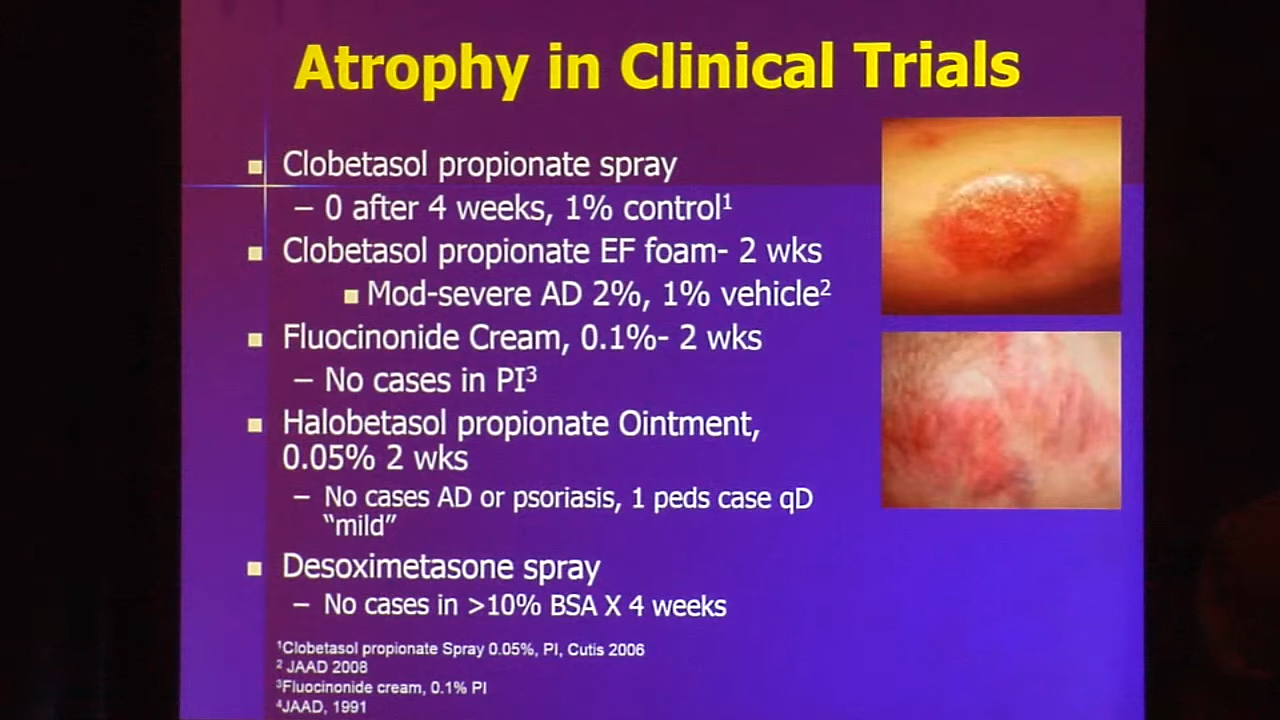 Atrophy in Clinical Trials
Clobetasol propionate spray
– 0 after 4 weeks, 1% control¹
Clobetasol propionate EF foam- 2 wks
Mod-severe AD 2%, 1% vehicle²
Fluocinonide Cream, 0.1%- 2 wks
– No cases in PI³
Halobetasol propionate Ointment,
0.05% 2 wks
– No cases AD or psoriasis, 1 peds case qD
“mild”
Desoximetasone spray
– No cases in >10% BSA X 4 weeks
¹Clobetasol propionate Spray 0.05%, PI, Cutis 2006
² JAAD 2008
³Fluocinonide cream, 0.1% PI
⁴JAAD, 1991